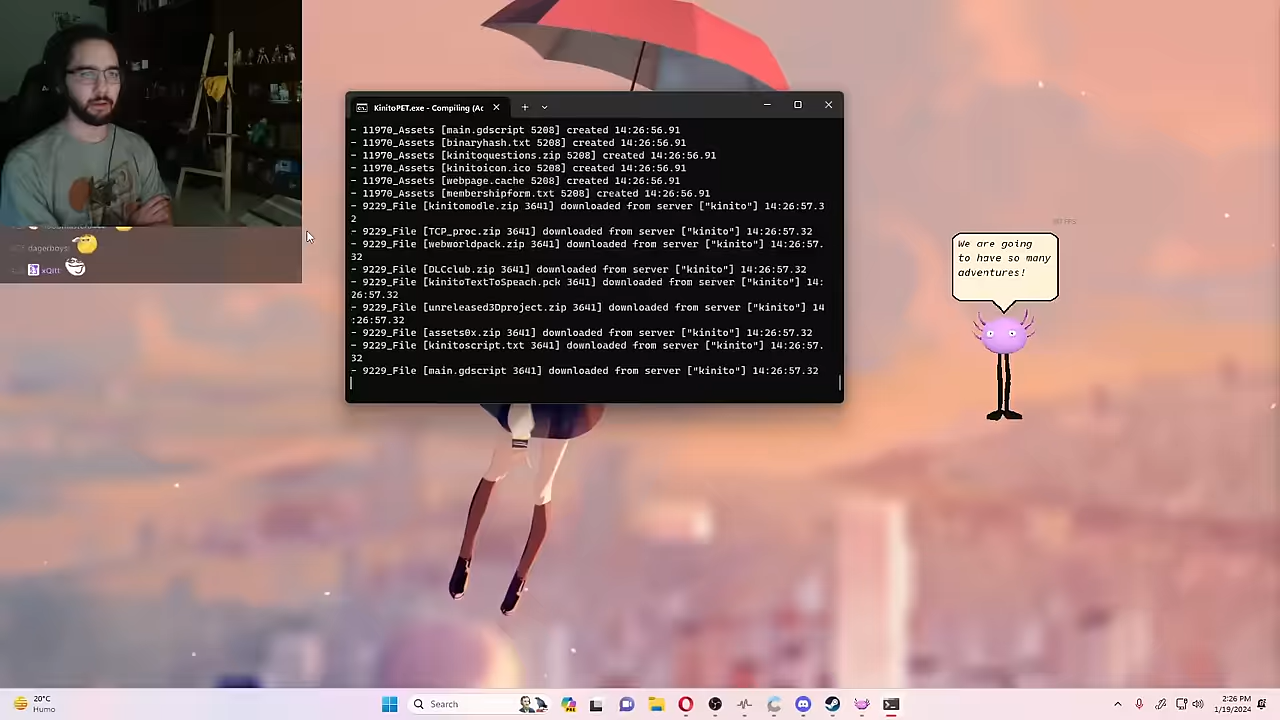 dagerboys:
xQitt:
KinitoPET.exe - Compiling (Ac
- 11970_Assets [main.gdscript 5208] created 14:26:56.91
- 11970_Assets [binaryhash.txt 5208] created 14:26:56.91
- 11970_Assets [kinitoquestions.zip 5208] created 14:26:56.91
- 11970_Assets [kinitoicon.ico 5208] created 14:26:56.91
- 11970_Assets [webpage.cache 5208] created 14:26:56.91
- 11970_Assets [membershipform.txt 5208] created 14:26:56.91
- 9229_File [kinitomodle.zip 3641] downloaded from server ["kinito"] 14:26:57.3
2
- 9229_File [TCP_proc.zip 3641] downloaded from server ["kinito"] 14:26:57.32
- 9229_File [webworldpack.zip 3641] downloaded from server ["kinito"] 14:26:57.
32
- 9229_File [DLCclub.zip 3641] downloaded from server ["kinito"] 14:26:57.32
- 9229_File [kinitoTextToSpeach.pck 3641] downloaded from server ["kinito"] 14:
26:57.32
- 9229_File [unreleased3Dproject.zip 3641] downloaded from server ["kinito"] 14
:26:57.32
- 9229_File [assets0x.zip 3641] downloaded from server ["kinito"] 14:26:57.32
- 9229_File [kinitoscript.txt 3641] downloaded from server ["kinito"] 14:26:57.
32
- 9229_File [main.gdscript 3641] downloaded from server ["kinito"] 14:26:57.32
We are going
to have so many
adventures!
20°C
Humo
Search
2:26 PM
1/19/2024